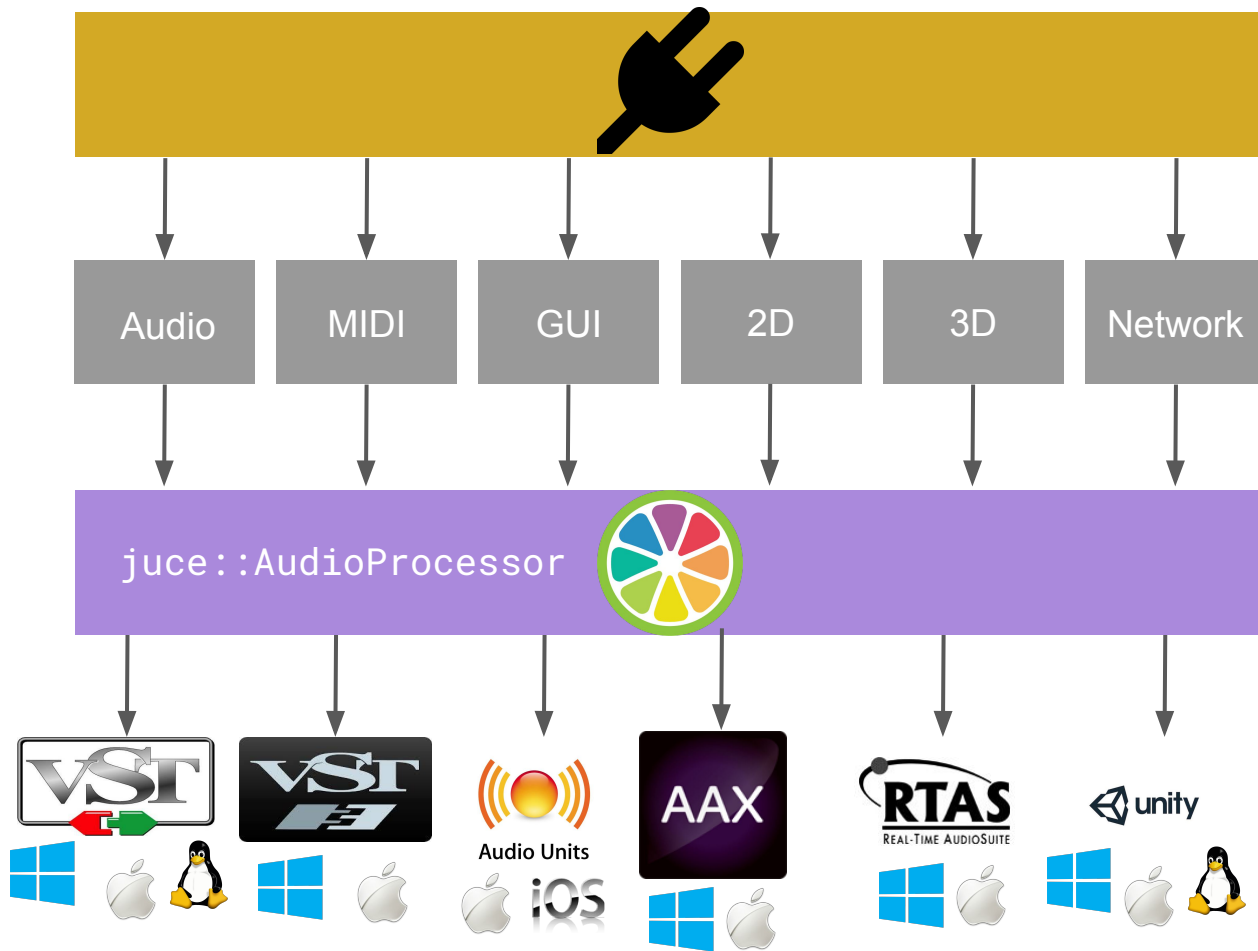 Audio
MIDI
GUI
2D
3D
Network
juce::AudioProcessor
VST
VST
3
Audio Units
iOS
AAX
RTAS
REAL-TIME AUDIOSUITE
unity